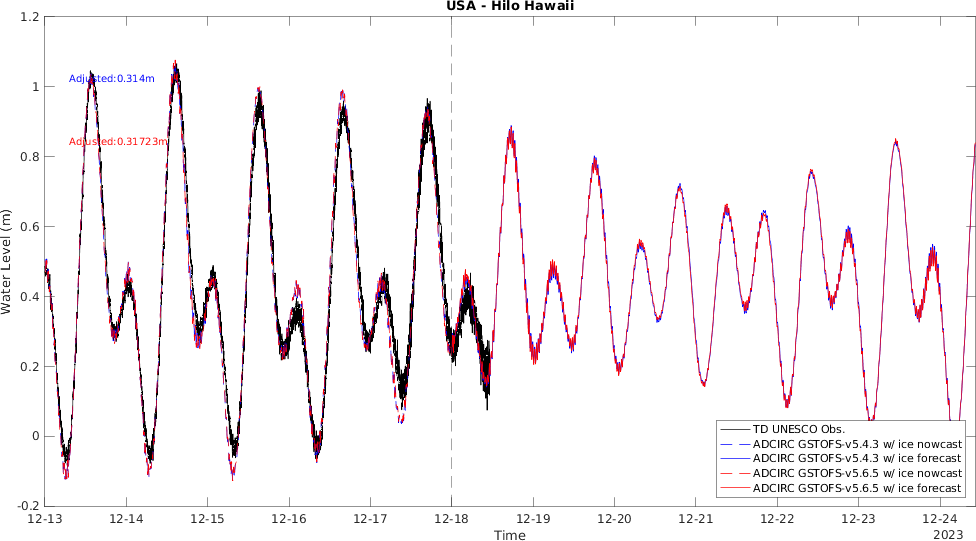 USA - Hilo Hawaii
1.2
1
0.8
0.6
0.4
0.2
0
-0.2
Water Level (m)
Adjusted:0.314m
Adjusted:0.31723m
TD UNESCO Obs.
ADCIRC GSTOFS-v5.4.3 w/ ice nowcast
ADCIRC GSTOFS-v5.4.3 w/ ice forecast
ADCIRC GSTOFS-v5.6.5 w/ ice nowcast
ADCIRC GSTOFS-v5.6.5 w/ ice forecast
12-13 12-14 12-15 12-16 12-17 12-18 12-19 12-20 12-21 12-22 12-23 12-24
Time
2023